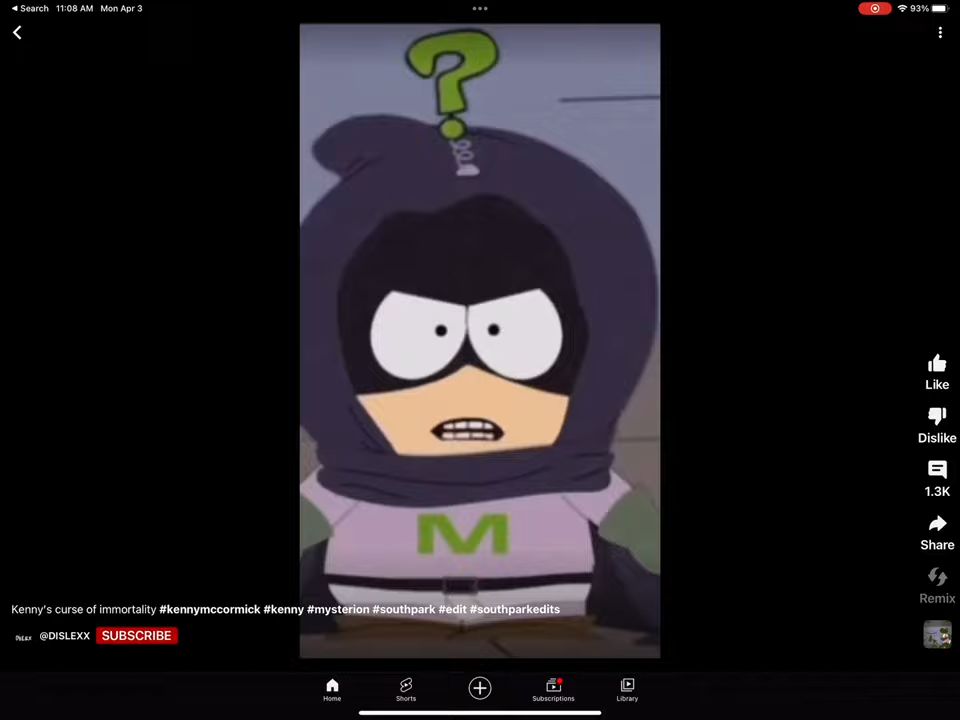 Search 11:08 AM Mon Apr 3
93%
?
M
Like
Dislike
1.3K
Share
Remix
Kenny's curse of immortality #kennymccormick #kenny #mysterion #southpark #edit #southparkedits
@DISLEXX SUBSCRIBE
Home Shorts Subscriptions Library